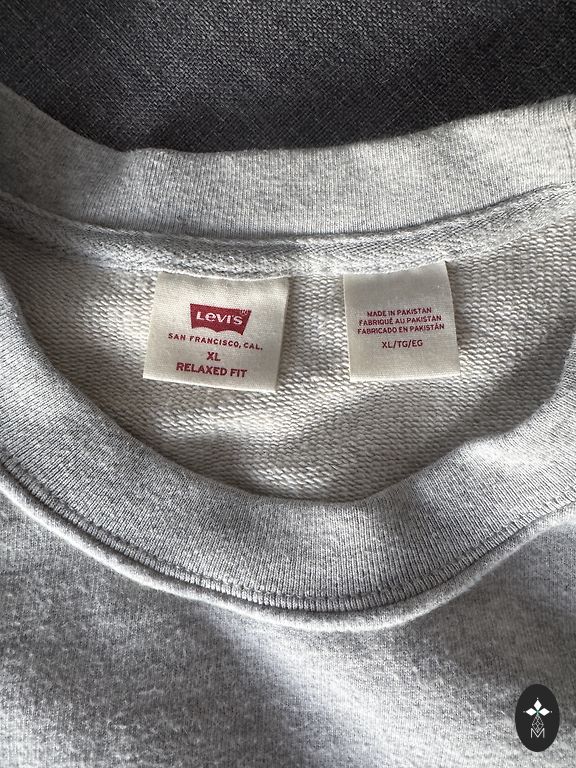 Levi's
SAN FRANCISCO, CAL.
XL
RELAXED FIT
MADE IN PAKISTAN
FABRIQUÉ AU PAKISTAN
FABRICADO EN PAKISTÁN
XL/TG/EG
M